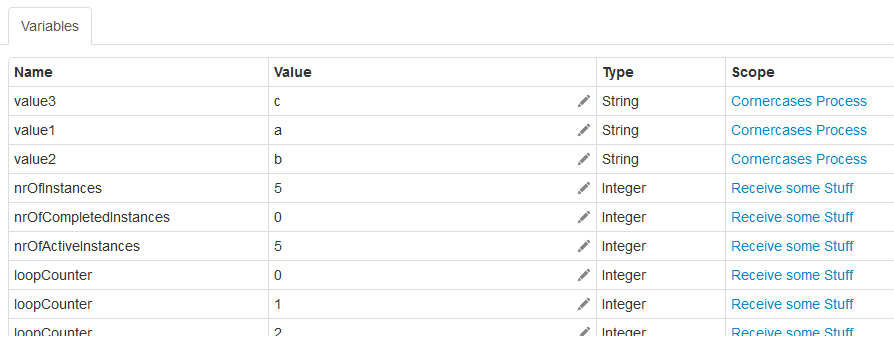 Variables
Name Value Type Scope
value3 c String Cornercases Process
value1 a String Cornercases Process
value2 b String Cornercases Process
nrOfInstances 5 Integer Receive some Stuff
nrOfCompletedInstances 0 Integer Receive some Stuff
nrOfActiveInstances 5 Integer Receive some Stuff
loopCounter 0 Integer Receive some Stuff
loopCounter 1 Integer Receive some Stuff
loopCounter 2 Integer Receive some Stuff